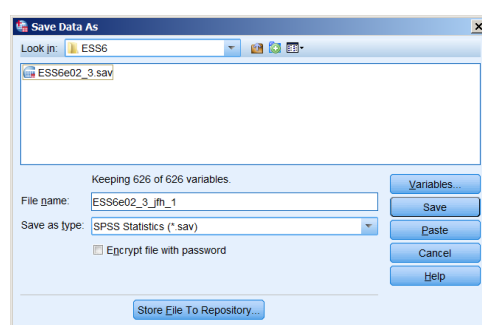 Save Data As
Look in: ESS6
ESS6e02_3.sav
Keeping 626 of 626 variables.
Variables...
File name: ESS6e02_3_jfh_1
Save
Save as type: SPSS Statistics (*.sav)
Paste
Encrypt file with password
Cancel
Help
Store File To Repository...